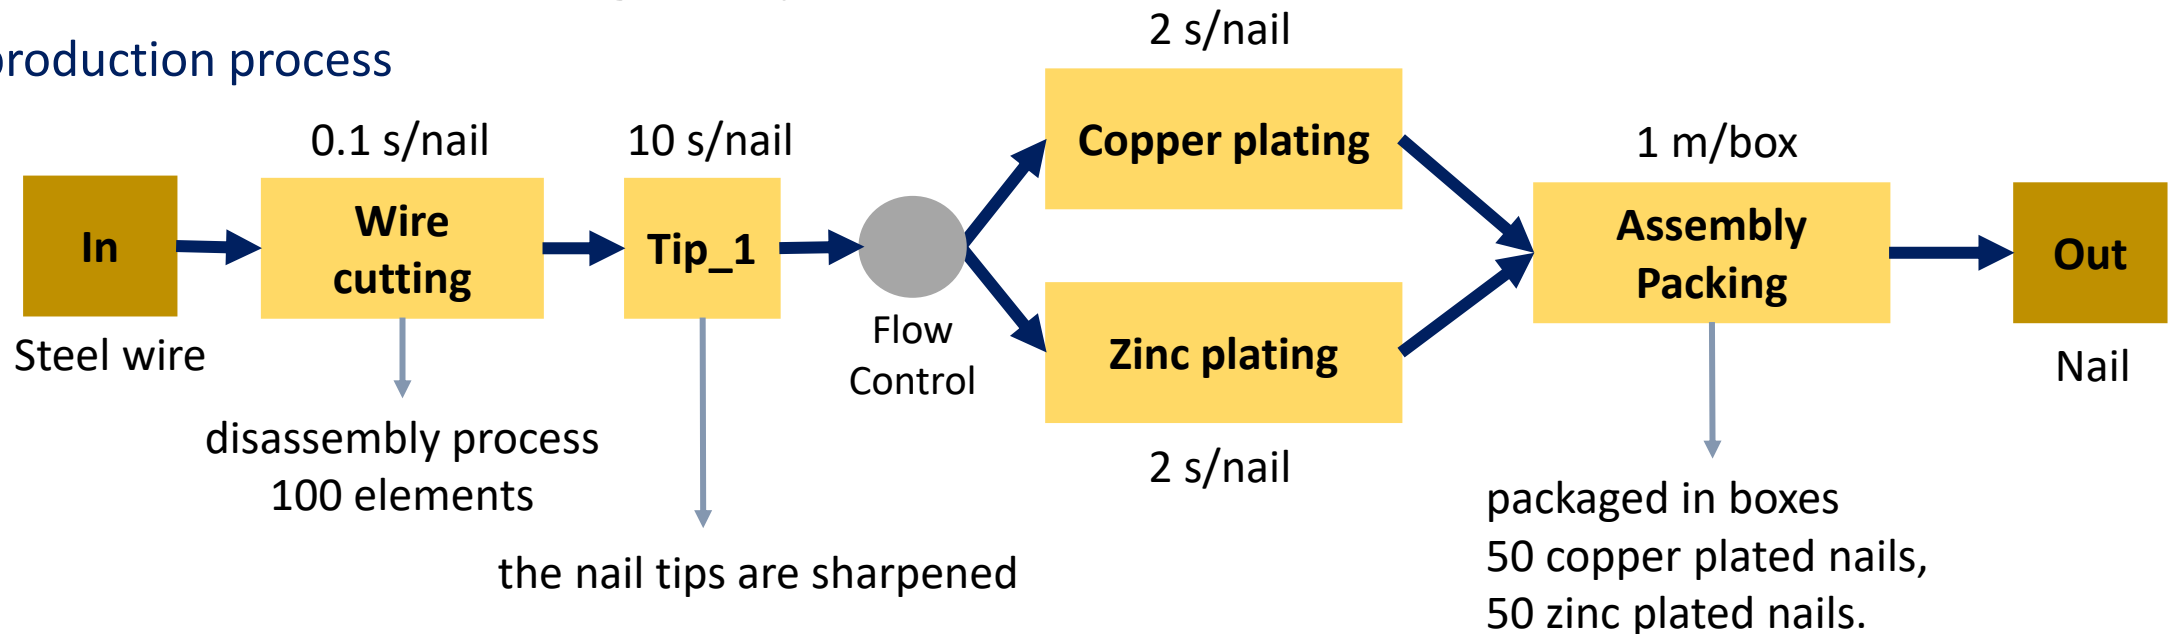 production process
In
Steel wire
0.1 s/nail
Wire
cutting
disassembly process
100 elements
10 s/nail
Tip_1
the nail tips are sharpened
Flow
Control
2 s/nail
Copper plating
Zinc plating
2 s/nail
1 m/box
Assembly
Packing
packaged in boxes
50 copper plated nails,
50 zinc plated nails.
Out
Nail